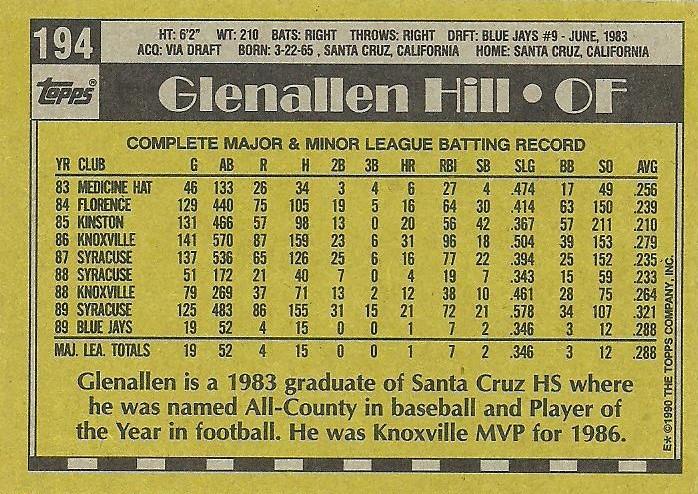 194
HT: 6'2" WT: 210 BATS: RIGHT THROWS: RIGHT DRFT: BLUE JAYS #9 - JUNE, 1983
ACQ: VIA DRAFT BORN: 3-22-65 , SANTA CRUZ, CALIFORNIA HOME: SANTA CRUZ, CALIFORNIA
Topps®
Glenallen Hill • OF
COMPLETE MAJOR & MINOR LEAGUE BATTING RECORD
YR CLUB G AB R H 2B 3B HR RBI SB SLG BB SO AVG
83 MEDICINE HAT 46 133 26 34 3 4 6 27 4 .474 17 49 .256
84 FLORENCE 129 440 75 105 19 5 16 64 30 .414 63 150 .239
85 KINSTON 131 466 57 98 13 0 20 56 42 .367 57 211 .210
86 KNOXVILLE 141 570 87 159 23 6 31 96 18 .504 39 153 .279
87 SYRACUSE 137 536 65 126 25 6 16 77 22 .394 25 152 .235
88 SYRACUSE 51 172 21 40 7 0 4 19 7 .343 15 59 .233
88 KNOXVILLE 79 269 37 71 13 2 12 38 10 .461 28 75 .264
89 SYRACUSE 125 483 86 155 31 15 21 72 21 .578 34 107 .321
89 BLUE JAYS 19 52 4 15 0 0 1 7 2 .346 3 12 .288
MAJ. LEA. TOTALS 19 52 4 15 0 0 1 7 2 .346 3 12 .288
Glenallen is a 1983 graduate of Santa Cruz HS where
he was named All-County in baseball and Player of
the Year in football. He was Knoxville MVP for 1986.
E* ©1990 THE TOPPS COMPANY, INC.